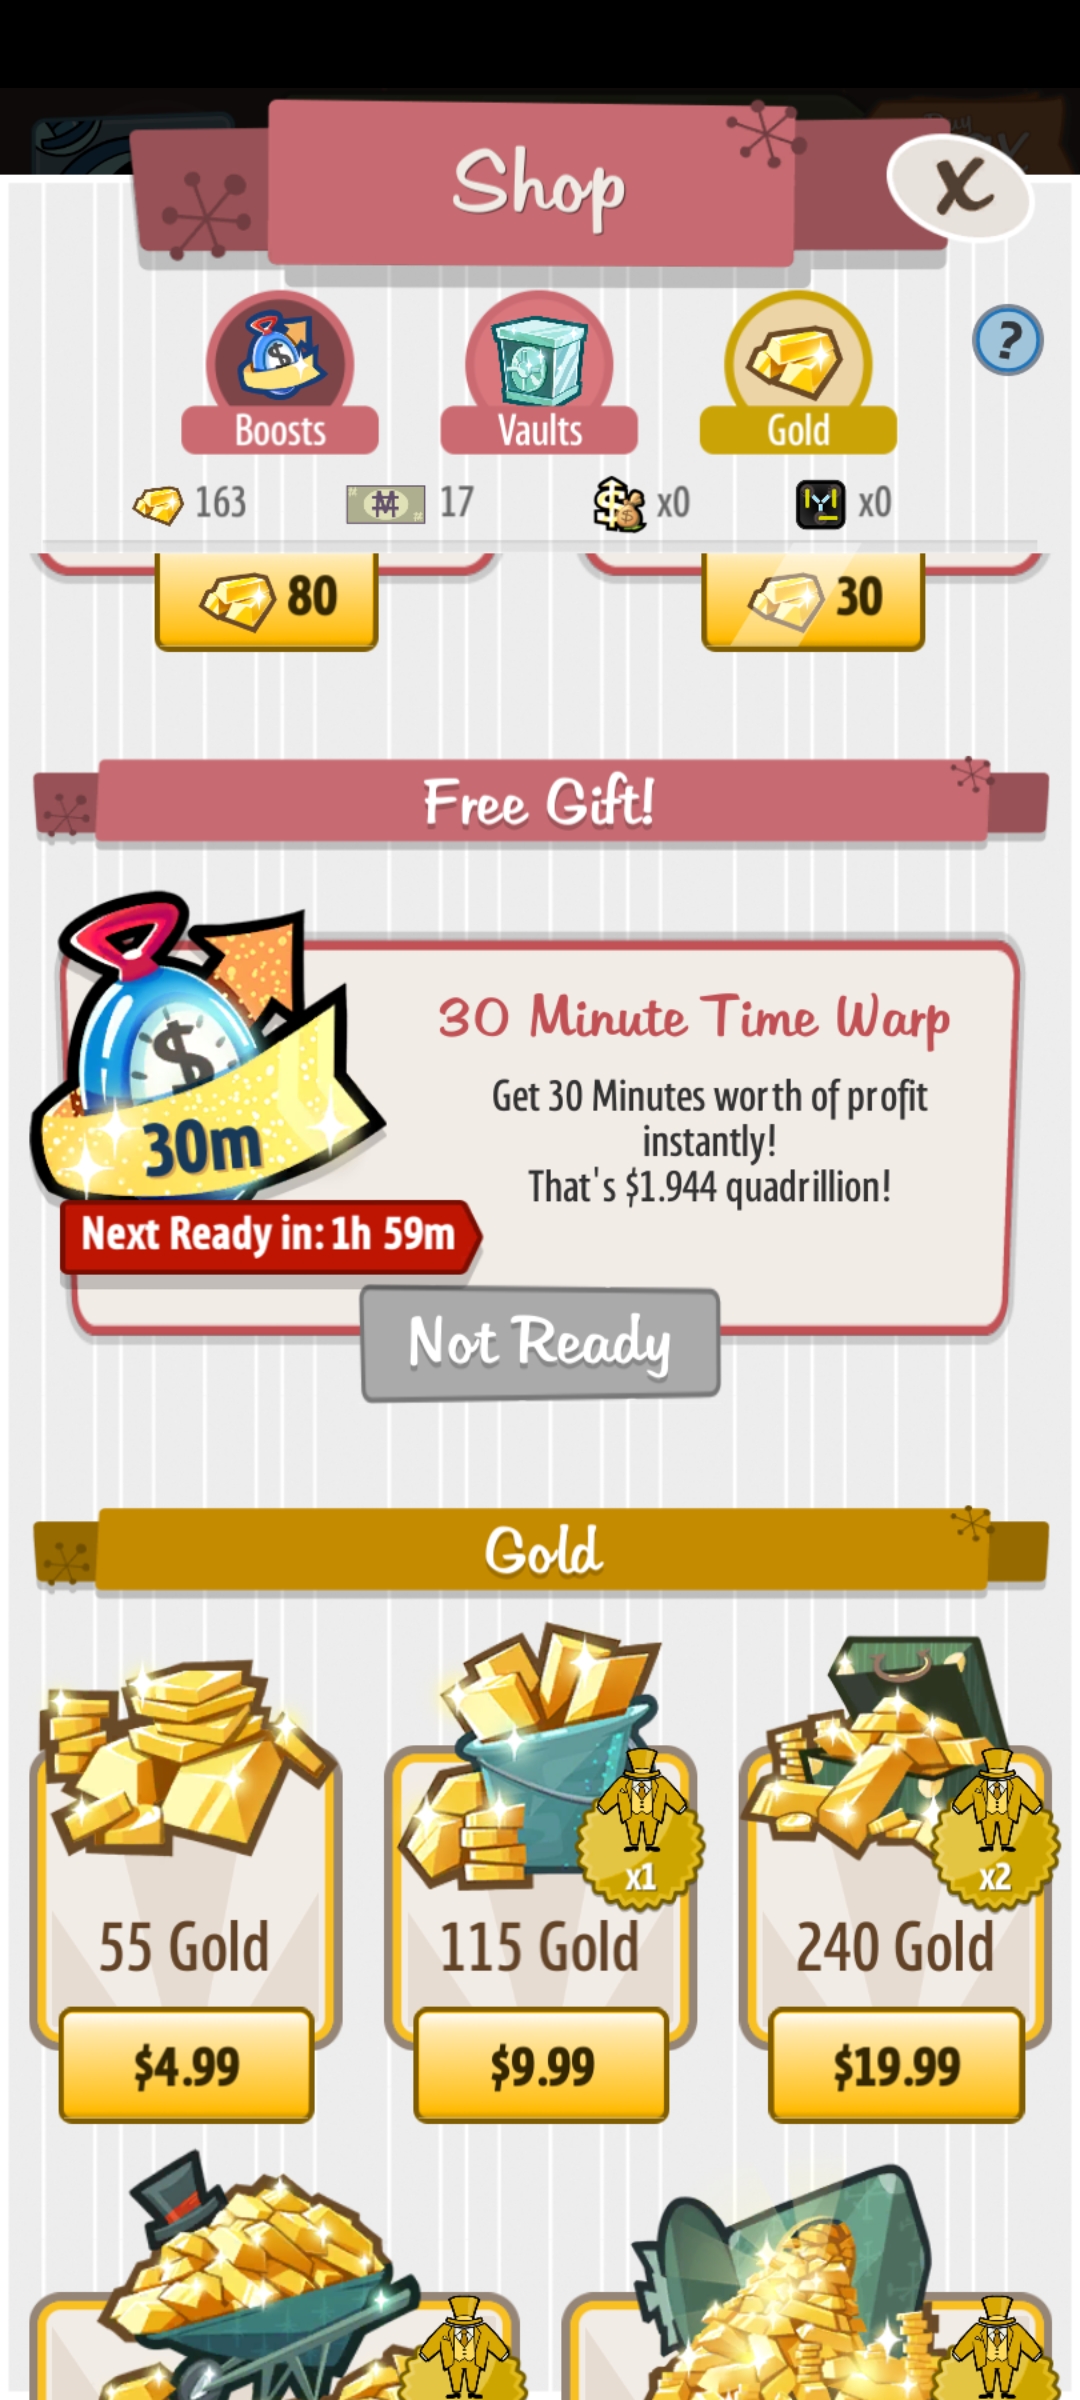 Shop
X
?
Boosts
Vaults
Gold
163
17
x0
x0
80
30
Free Gift!
30 Minute Time Warp
Get 30 Minutes worth of profit
instantly!
That's $1.944 quadrillion!
$
30m
Next Ready in: 1h 59m
Not Ready
Gold
x1
x2
55 Gold
115 Gold
240 Gold
$4.99
$9.99
$19.99